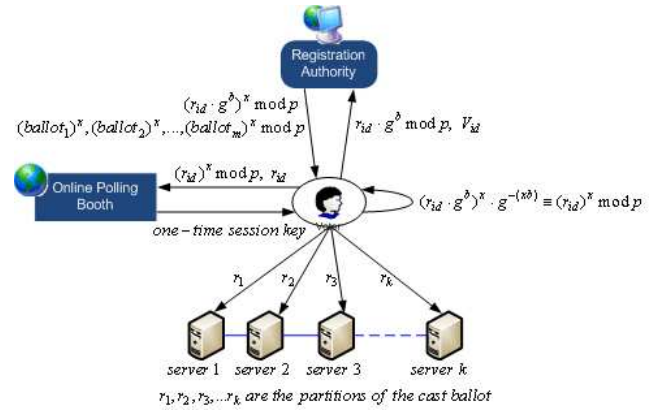 Registration
Authority
(r_id · g^b)^x mod p
(ballot_1)^x, (ballot_2)^x, ..., (ballot_m)^x mod p
r_id · g^b mod p, V_id
(r_id)^x mod p, r_id
Online Polling
Booth
(r_id · g^b)^x · g^-(xb) ≡ (r_id)^x mod p
Voter
one-time session key
r_1 r_2 r_3 r_k
server 1 server 2 server 3 server k
r_1, r_2, r_3, ...r_k are the partitions of the cast ballot